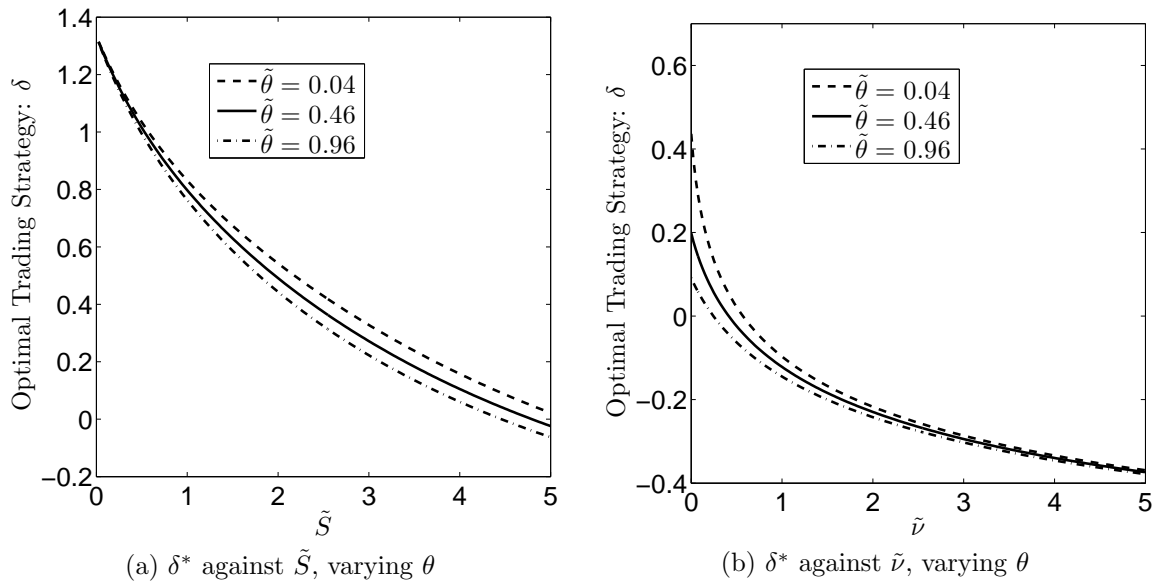 1.4
1.2
1
0.8
0.6
0.4
0.2
0
−0.2
Optimal Trading Strategy: δ
θ̃ = 0.04
θ̃ = 0.46
θ̃ = 0.96
0 1 2 3 4 5
S̃
(a) δ* against S̃, varying θ
0.6
0.4
0.2
0
−0.2
−0.4
Optimal Trading Strategy: δ
θ̃ = 0.04
θ̃ = 0.46
θ̃ = 0.96
0 1 2 3 4 5
ν̃
(b) δ* against ν̃, varying θ